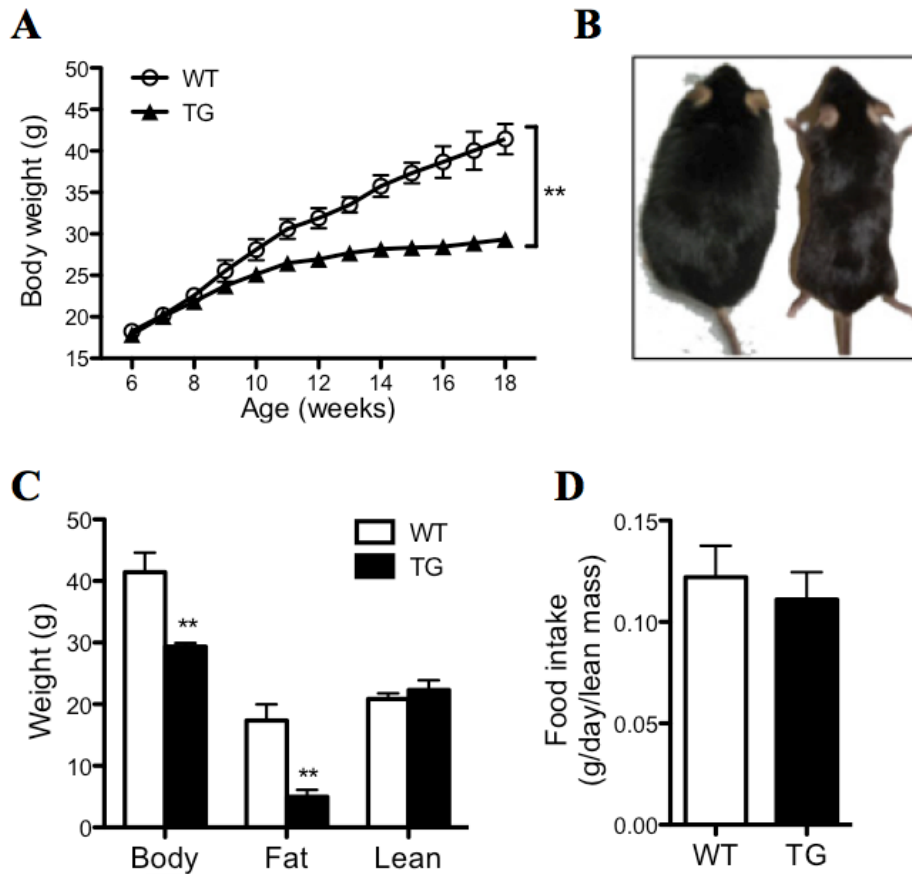 A
50
45
40
35
30
25
20
15
Body weight (g)
WT
TG
**
6 8 10 12 14 16 18
Age (weeks)
B
C
50
40
30
20
10
0
Weight (g)
WT
TG
**
**
Body Fat Lean
D
0.15
0.10
0.05
0.00
Food intake
(g/day/lean mass)
WT TG